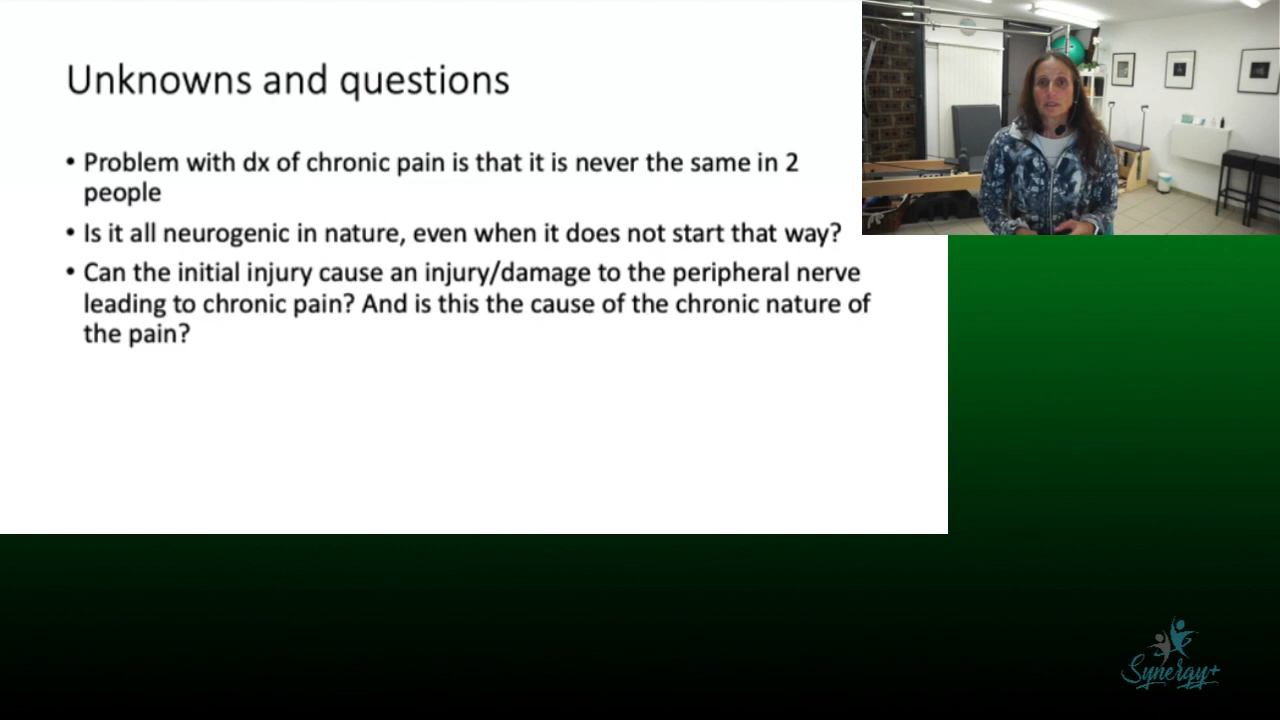 Unknowns and questions
• Problem with dx of chronic pain is that it is never the same in 2
people
• Is it all neurogenic in nature, even when it does not start that way?
• Can the initial injury cause an injury/damage to the peripheral nerve
leading to chronic pain? And is this the cause of the chronic nature of
the pain?
Synergy+